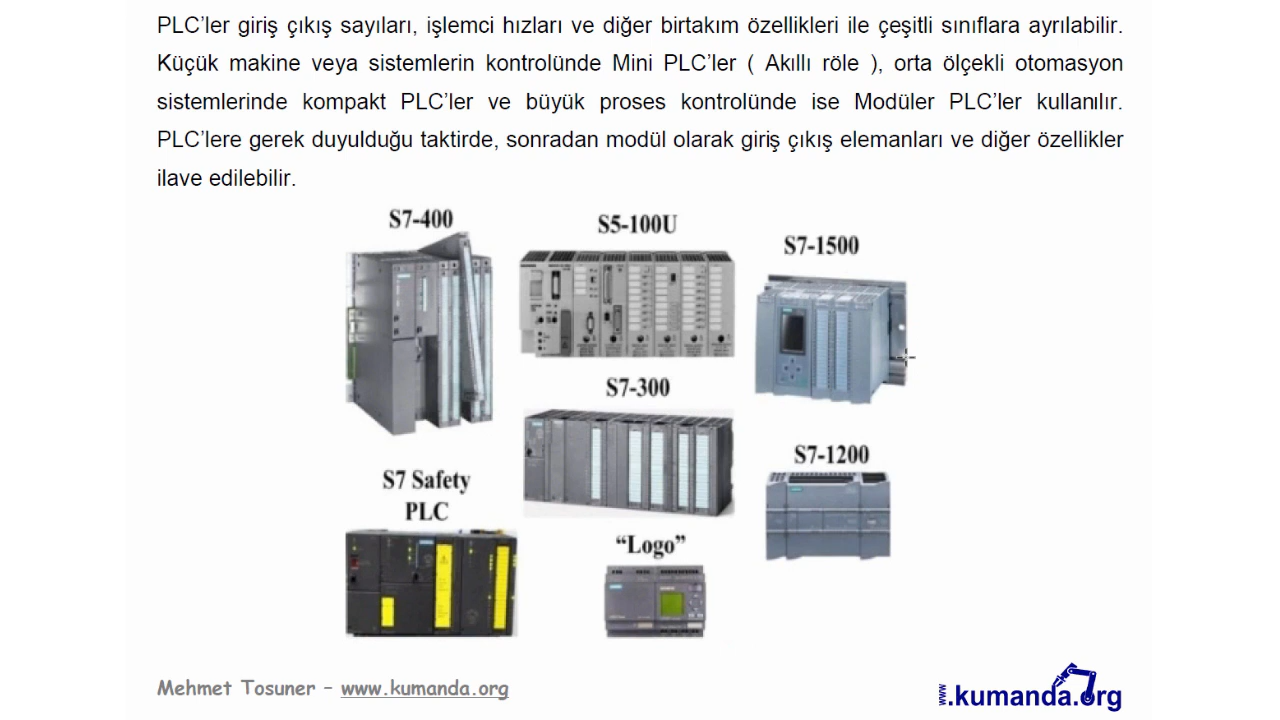 PLC’ler giriş çıkış sayıları, işlemci hızları ve diğer birtakım özellikleri ile çeşitli sınıflara ayrılabilir.
Küçük makine veya sistemlerin kontrolünde Mini PLC’ler ( Akıllı röle ), orta ölçekli otomasyon
sistemlerinde kompakt PLC’ler ve büyük proses kontrolünde ise Modüler PLC’ler kullanılır.
PLC’lere gerek duyulduğu taktirde, sonradan modül olarak giriş çıkış elemanları ve diğer özellikler
ilave edilebilir.
S7-400
S5-100U
S7-1500
S7-300
S7-1200
S7 Safety
PLC
“Logo”
Mehmet Tosuner – www.kumanda.org
www.kumanda.org